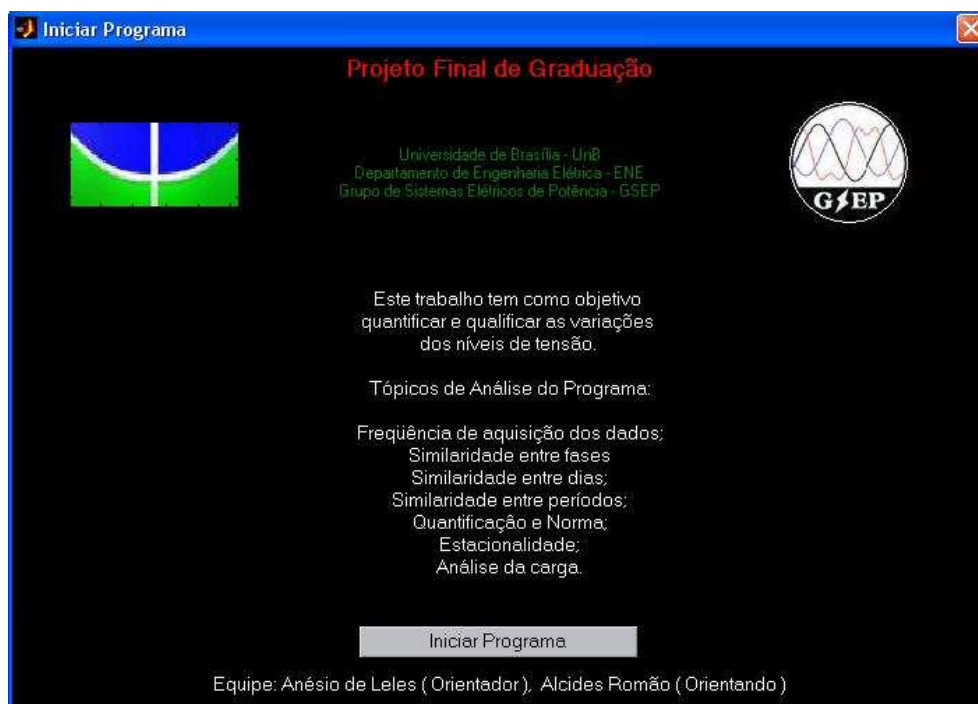 Iniciar Programa
Projeto Final de Graduação
Universidade de Brasília - UnB
Departamento de Engenharia Elétrica - ENE
Grupo de Sistemas Elétricos de Potência - GSEP
GSEP
Este trabalho tem como objetivo
quantificar e qualificar as variações
dos níveis de tensão.
Tópicos de Análise do Programa:
Freqüência de aquisição dos dados;
Similaridade entre fases
Similaridade entre dias;
Similaridade entre períodos;
Quantificação e Norma;
Estacionalidade;
Análise da carga.
Iniciar Programa
Equipe: Anésio de Leles ( Orientador ), Alcides Romão ( Orientando )